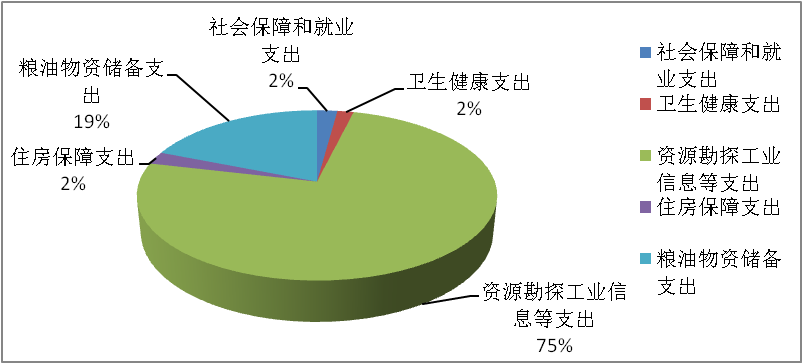 社会保障和就业
支出
2%
卫生健康支出
2%
粮油物资储备支
出
19%
住房保障支出
2%
资源勘探工业信
息等支出
75%
社会保障和就
业支出
卫生健康支出
资源勘探工业
信息等支出
住房保障支出
粮油物资储备
支出